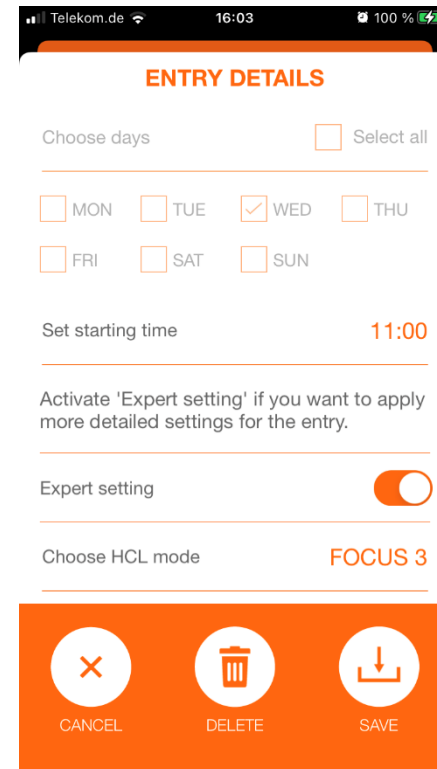 Telekom.de 16:03 100 %
ENTRY DETAILS
Choose days Select all
MON TUE WED THU
FRI SAT SUN
Set starting time 11:00
Activate 'Expert setting' if you want to apply
more detailed settings for the entry.
Expert setting
Choose HCL mode FOCUS 3
CANCEL DELETE SAVE